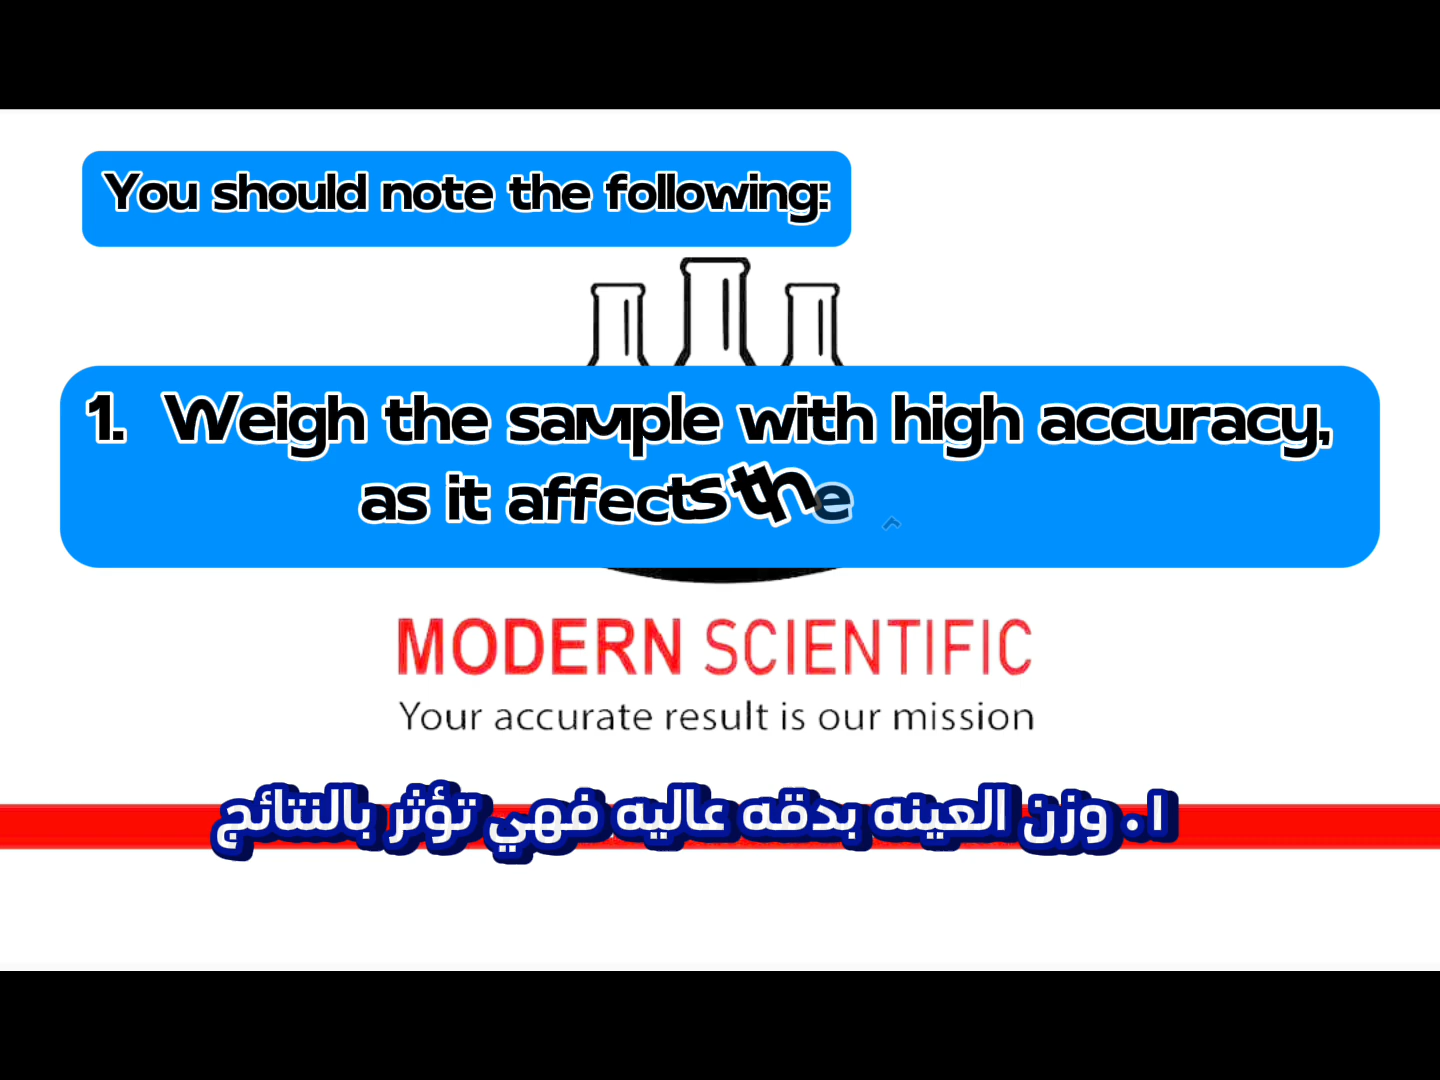 You should note the following:
1. Weigh the sample with high accuracy,
as it affects the
MODERN SCIENTIFIC
Your accurate result is our mission
١. وزن العينه بدقه عاليه فهي تؤثر بالنتائج